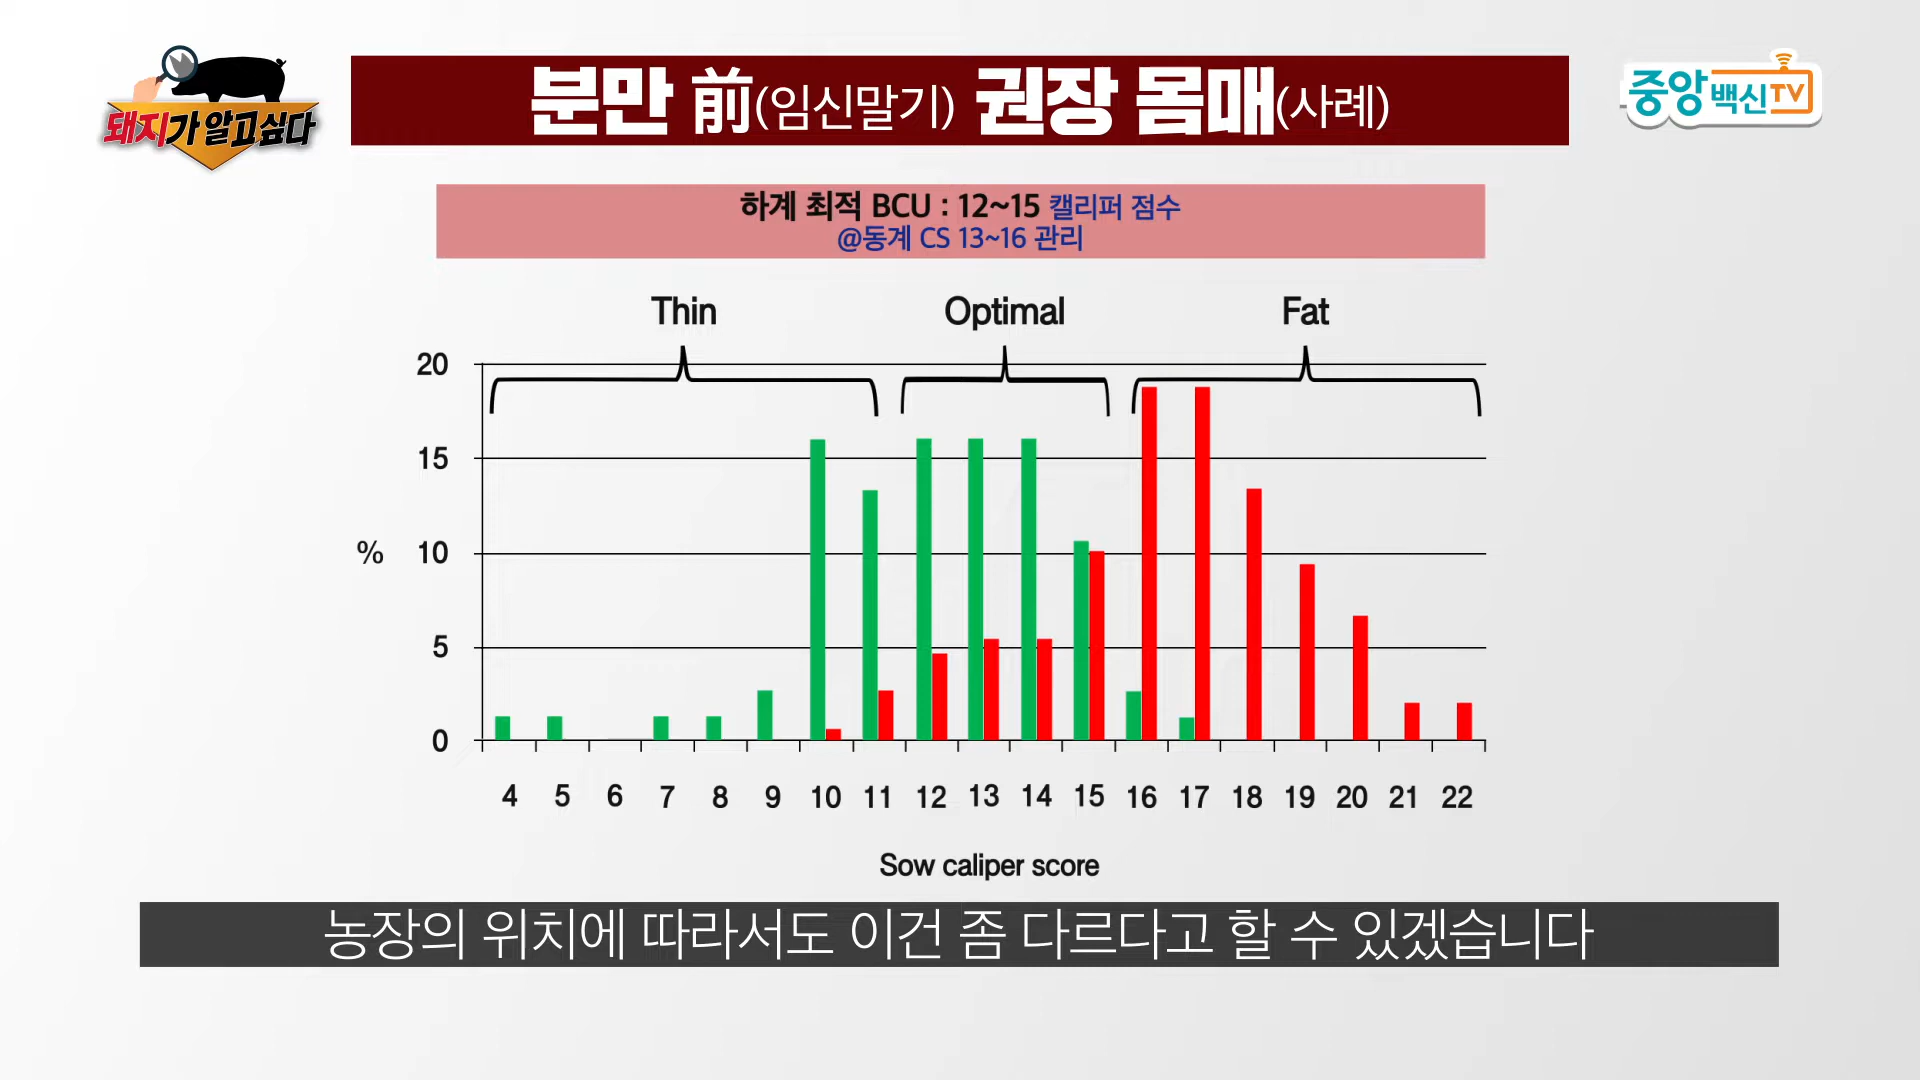 돼지가 알고싶다
분만 前(임신말기) 권장 몸매(사례)
중앙백신TV
하계 최적 BCU : 12~15 캘리퍼 점수
@동계 CS 13~16 관리
Thin Optimal Fat
20
15
% 10
5
0
4 5 6 7 8 9 10 11 12 13 14 15 16 17 18 19 20 21 22
Sow caliper score
농장의 위치에 따라서도 이건 좀 다르다고 할 수 있겠습니다